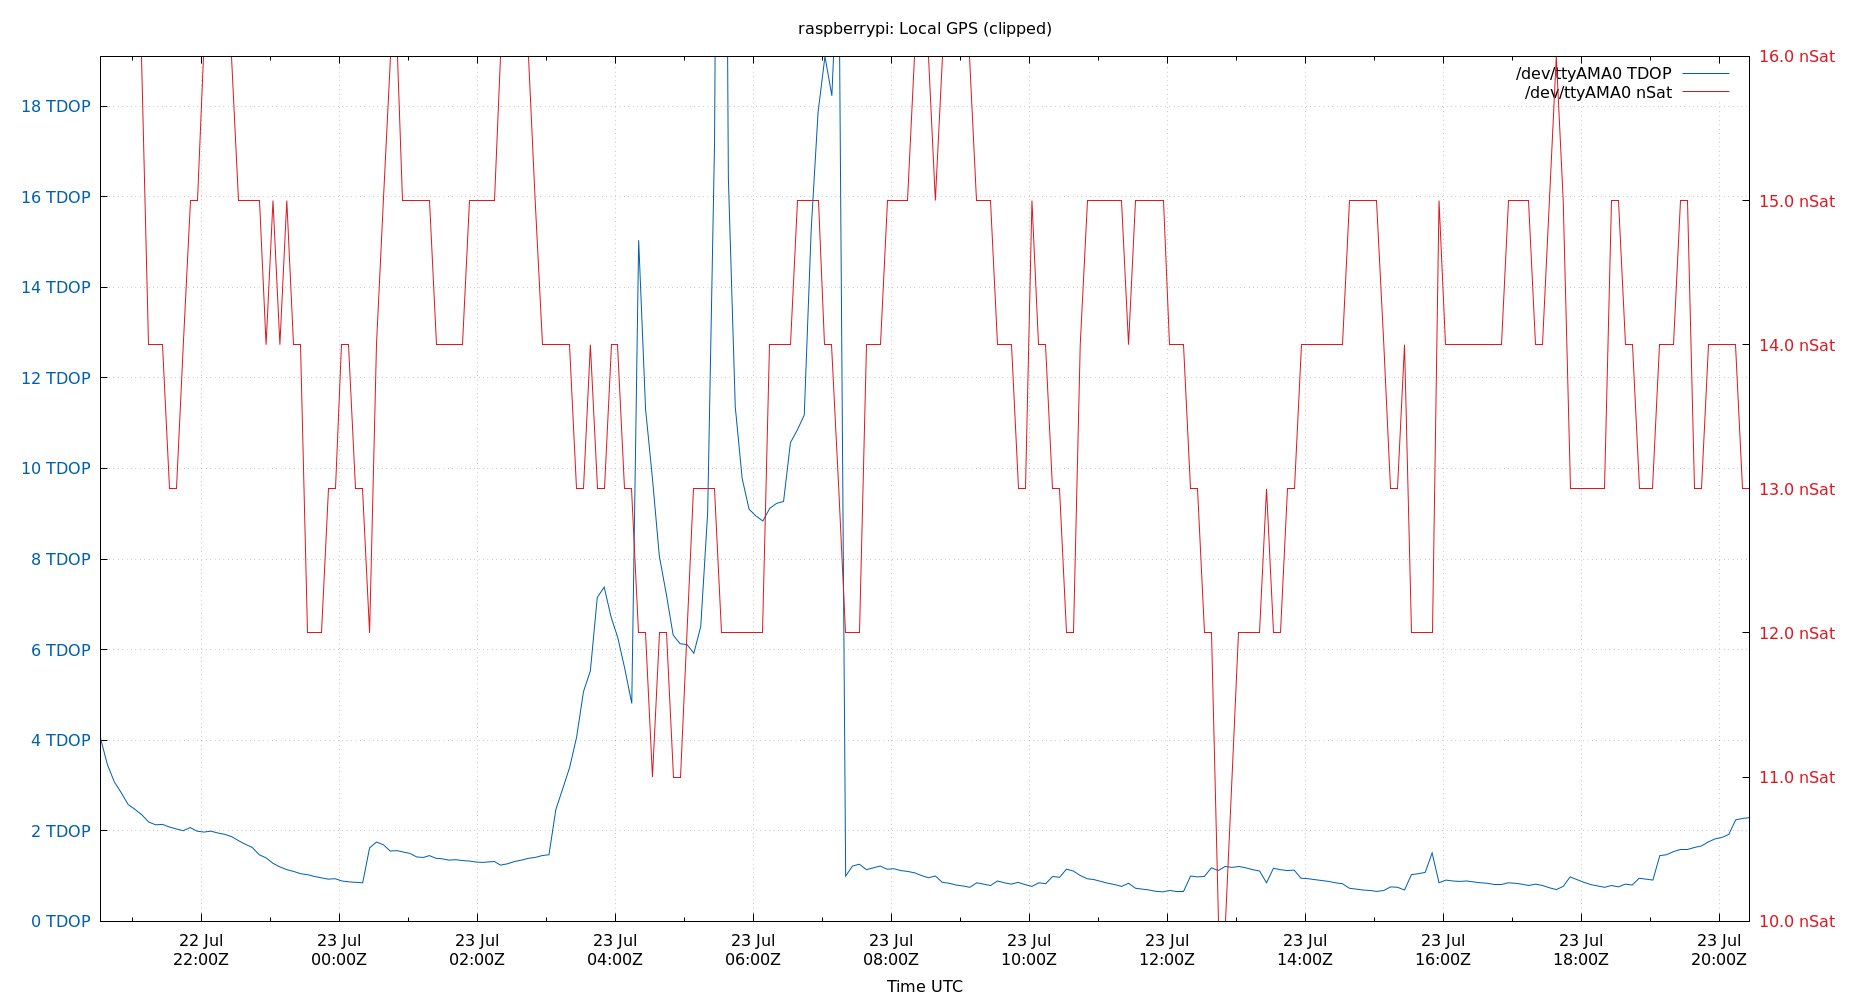 raspberrypi: Local GPS (clipped)
16.0 nSat
/dev/ttyAMA0 TDOP
/dev/ttyAMA0 nSat
18 TDOP
16 TDOP
15.0 nSat
14 TDOP
14.0 nSat
12 TDOP
10 TDOP
13.0 nSat
8 TDOP
12.0 nSat
6 TDOP
11.0 nSat
4 TDOP
2 TDOP
0 TDOP
10.0 nSat
22 Jul 23 Jul 23 Jul 23 Jul 23 Jul 23 Jul 23 Jul 23 Jul 23 Jul 23 Jul 23 Jul 23 Jul
22:00Z 00:00Z 02:00Z 04:00Z 06:00Z 08:00Z 10:00Z 12:00Z 14:00Z 16:00Z 18:00Z 20:00Z
Time UTC